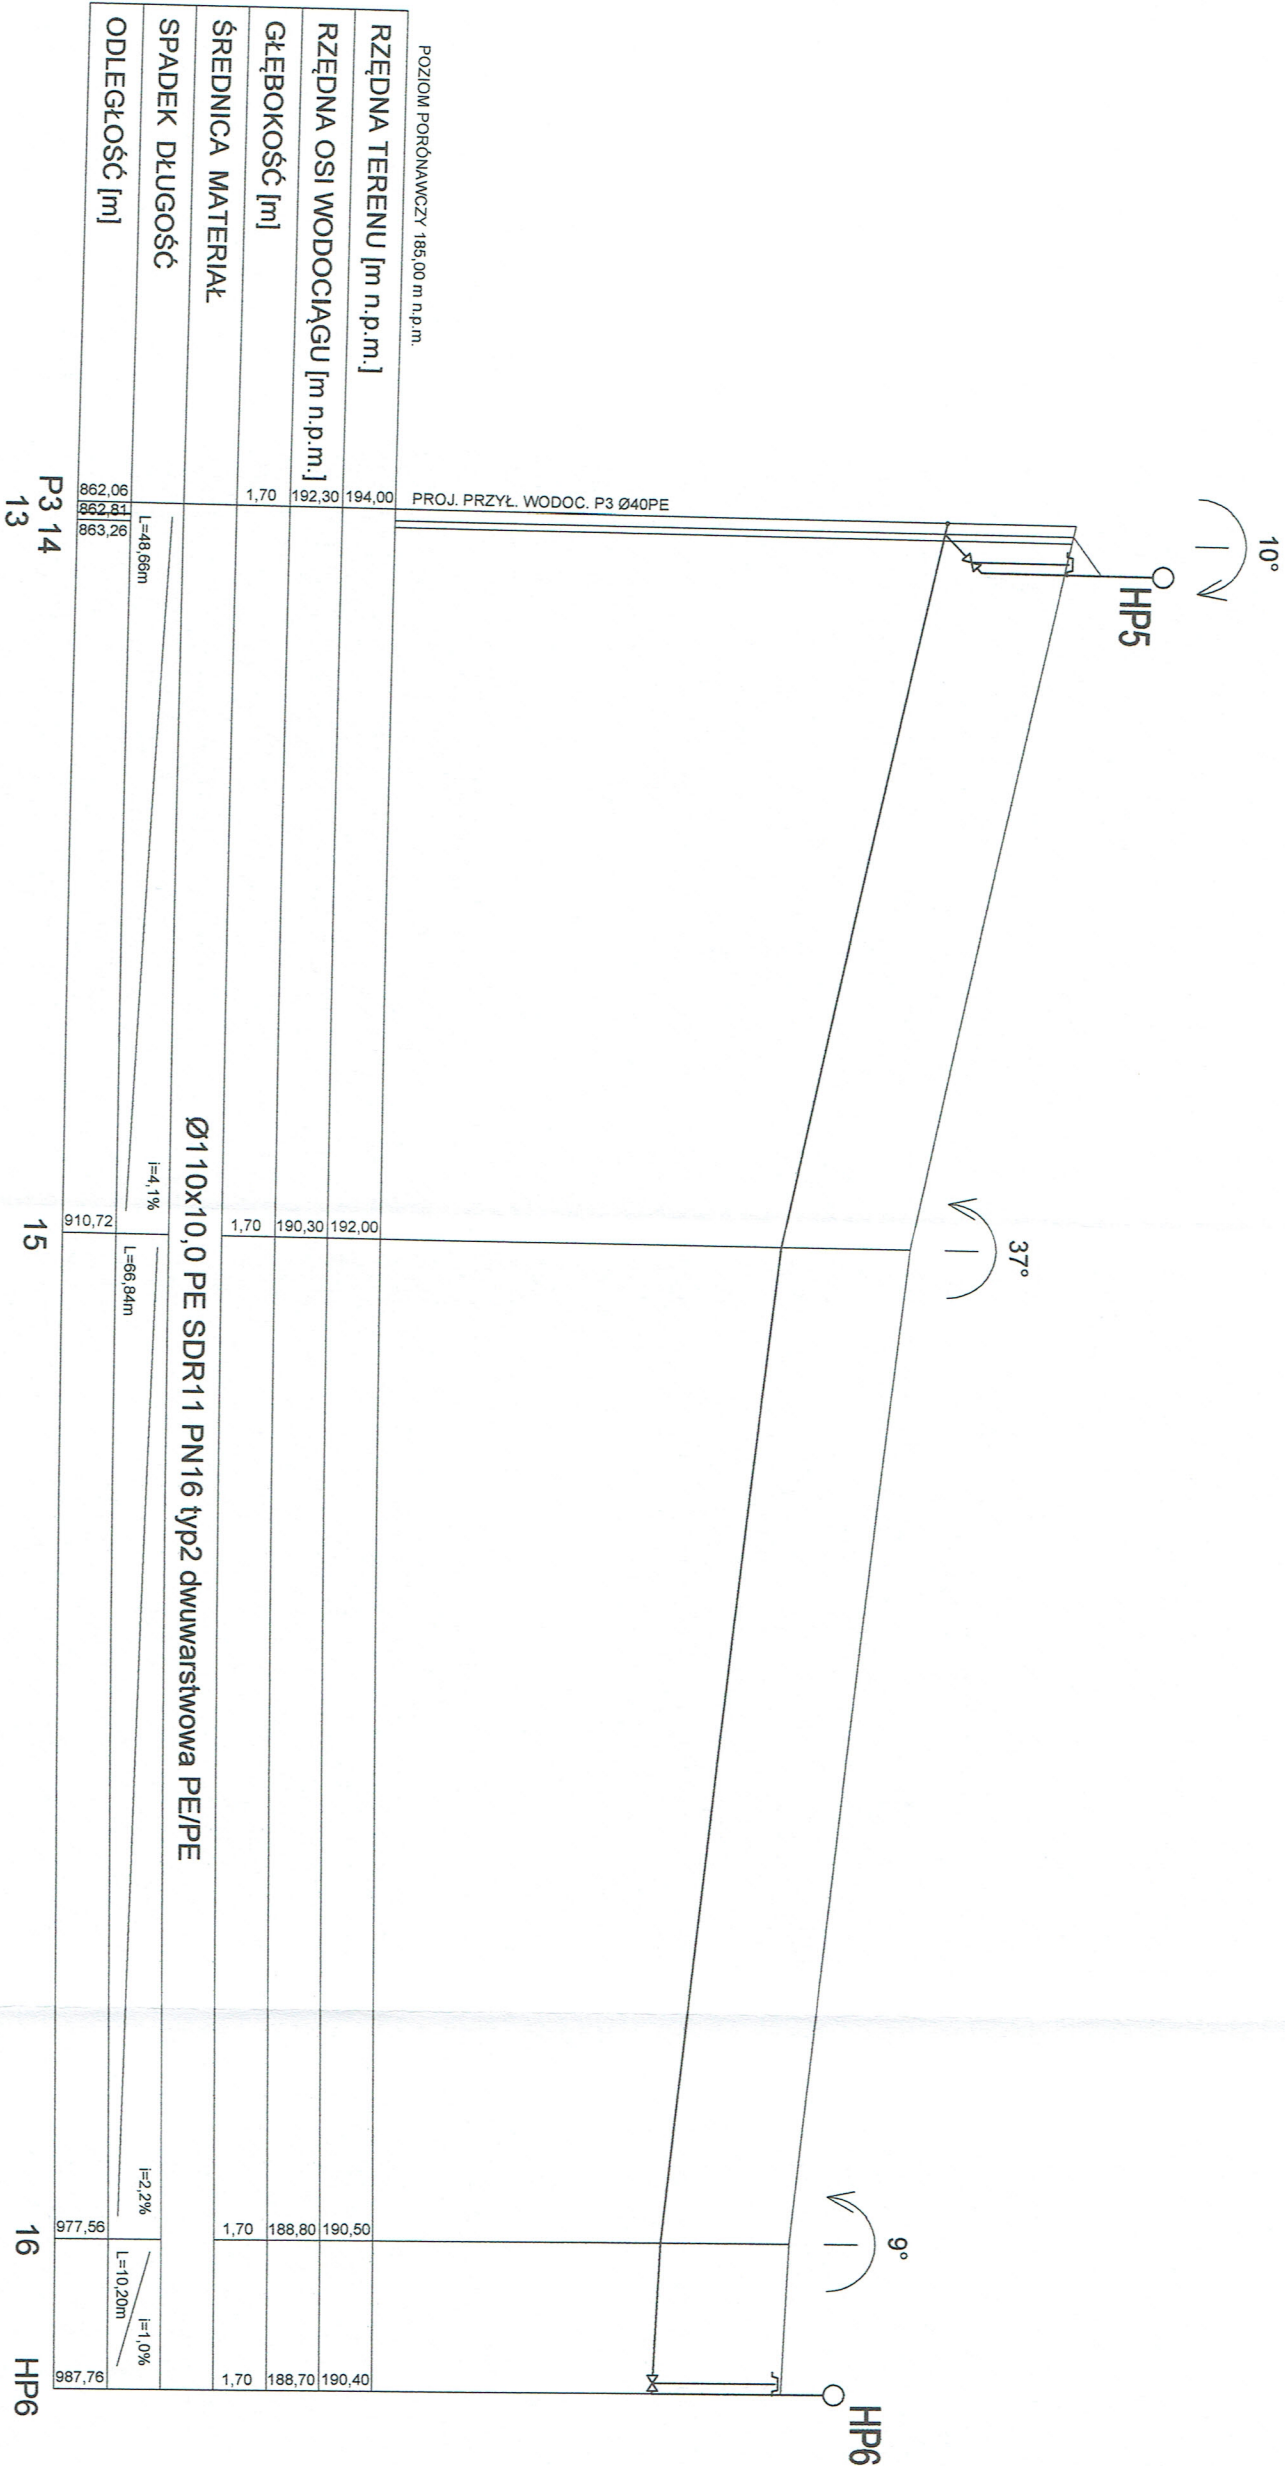 10°
HP5
37°
9°
HP6
PROJ. PRZYŁ. WODOC. P3 Ø40PE
POZIOM PORÓNAWCZY 185,00 m n.p.m.
RZĘDNA TERENU [m n.p.m.] 194,00 192,00 190,50 190,40
RZĘDNA OSI WODOCIĄGU [m n.p.m.] 192,30 190,30 188,80 188,70
GŁĘBOKOŚĆ [m] 1,70 1,70 1,70 1,70
ŚREDNICA MATERIAŁ Ø110x10,0 PE SDR11 PN16 typ2 dwuwarstwowa PE/PE
SPADEK DŁUGOŚĆ L=48,66m i=4,1% L=66,84m i=2,2% L=10,20m i=1,0%
ODLEGŁOŚĆ [m] 862,06 862,81 863,26 910,72 977,56 987,76
P3 14 15 16 HP6
13